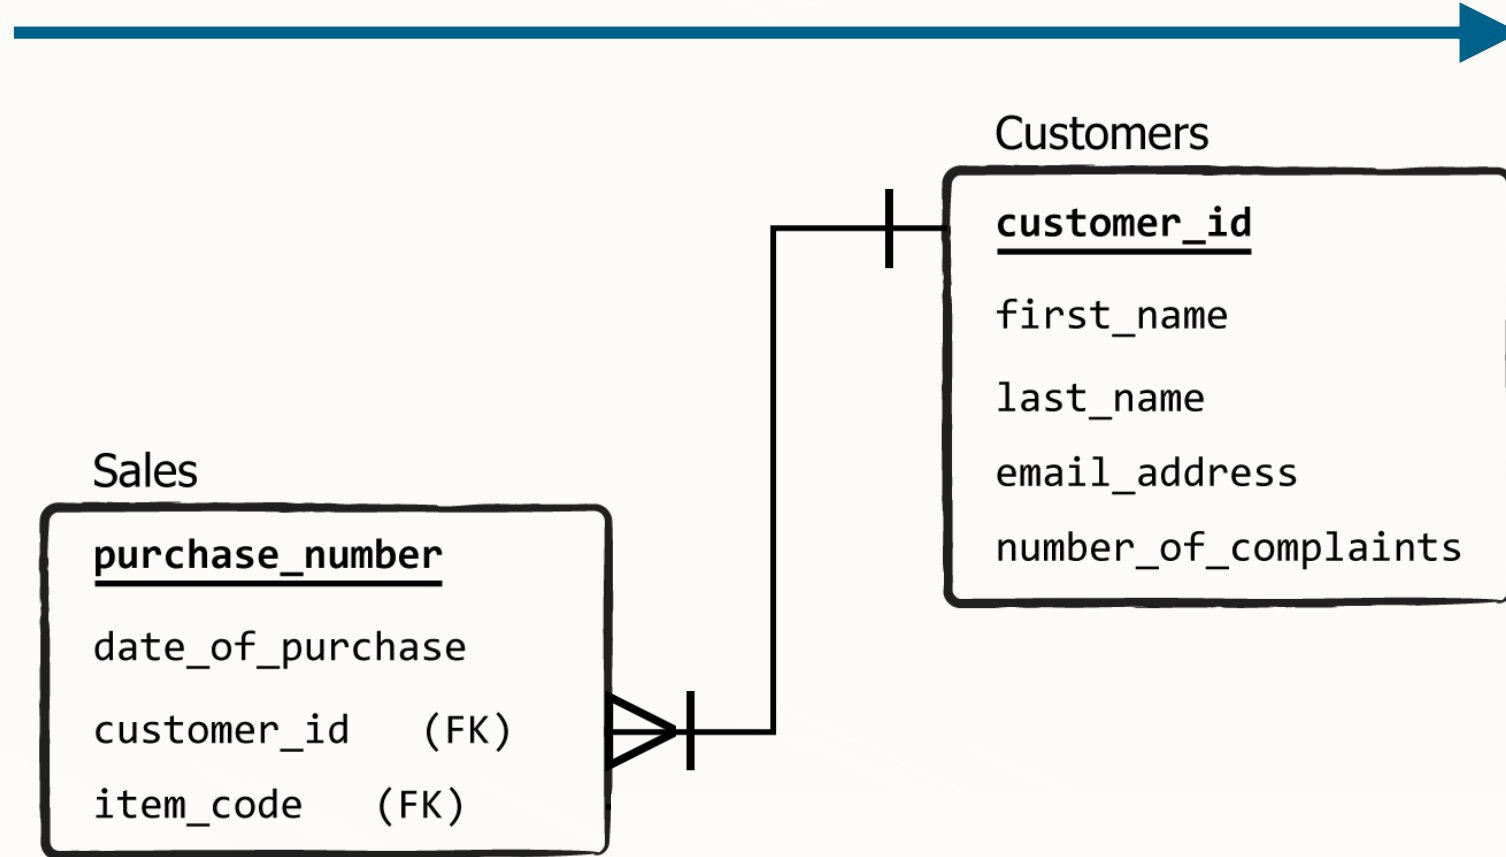 Customers
customer_id
first_name
last_name
email_address
number_of_complaints
Sales
purchase_number
date_of_purchase
customer_id (FK)
item_code (FK)